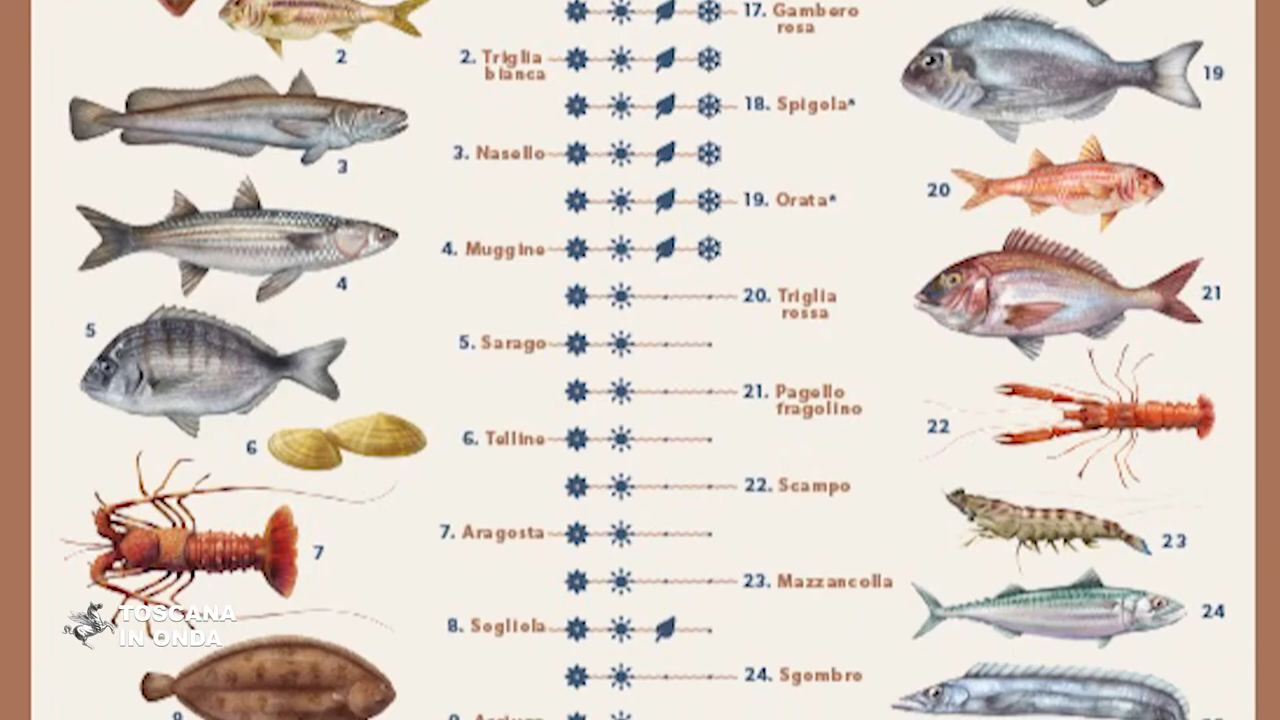 17. Gambero
rosa
2
2. Triglia
bianca
19
18. Spigola*
3
3. Nasello
20
19. Orata*
4. Muggine
4
20. Triglia
rossa
21
5
5. Sarago
21. Pagello
fragolino
22
6
6. Telline
22. Scampo
7. Aragosta
7
23
23. Mazzancolla
TOSCANA
IN ONDA
24
8. Sogliola
24. Sgombro